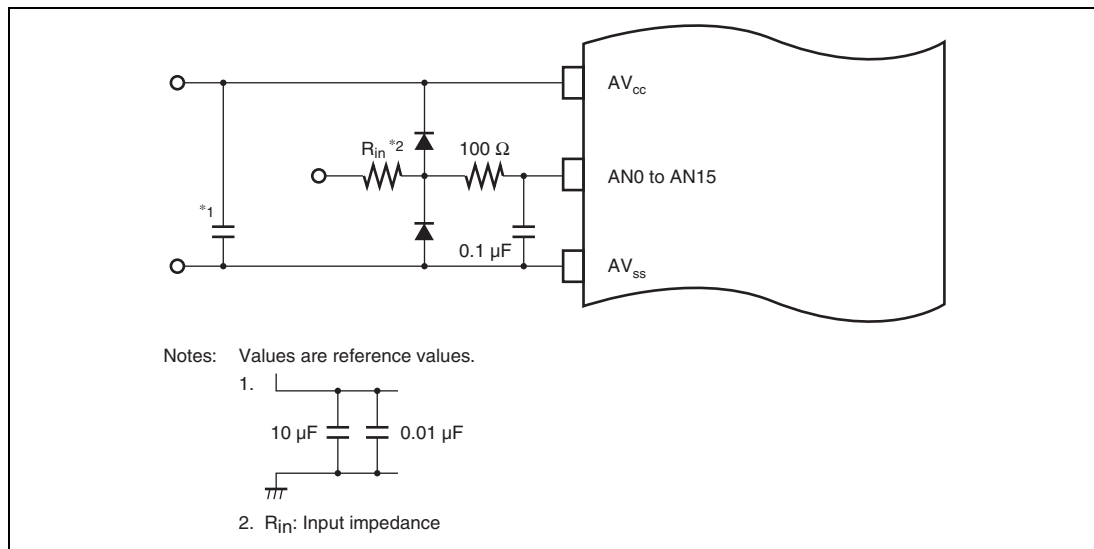 AVcc
Rin *2
100 Ω
AN0 to AN15
*1
0.1 µF
AVss
Notes: Values are reference values.
1.
10 µF
0.01 µF
2. Rin: Input impedance